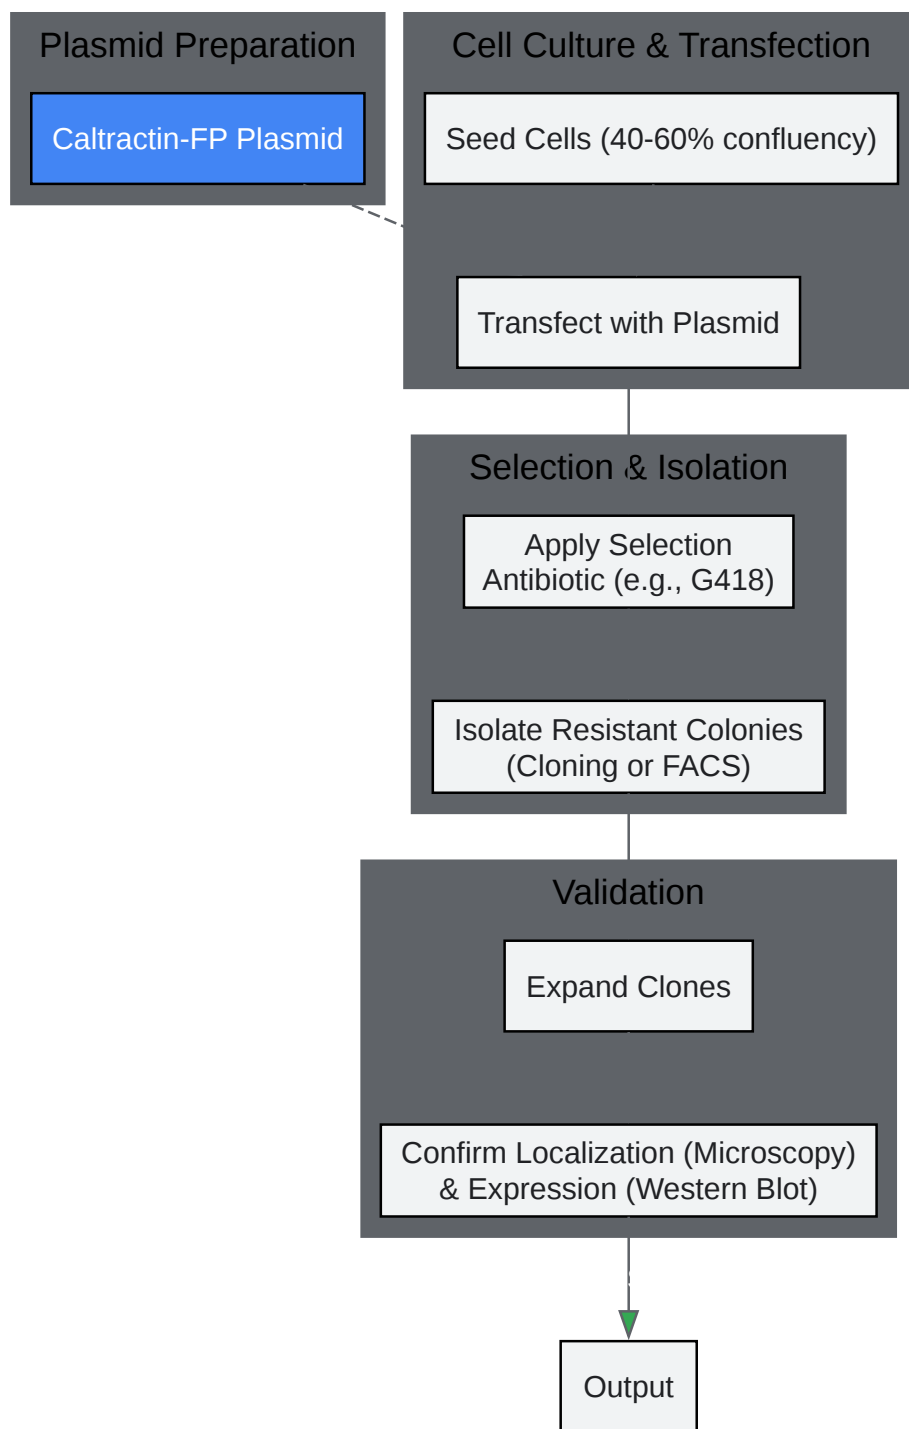 Plasmid Preparation
Caltractin-FP Plasmid
Cell Culture & Transfection
Seed Cells (40-60% confluency)
Transfect with Plasmid
Selection & Isolation
Apply Selection
Antibiotic (e.g., G418)
Isolate Resistant Colonies
(Cloning or FACS)
Validation
Expand Clones
Confirm Localization (Microscopy)
& Expression (Western Blot)
Output